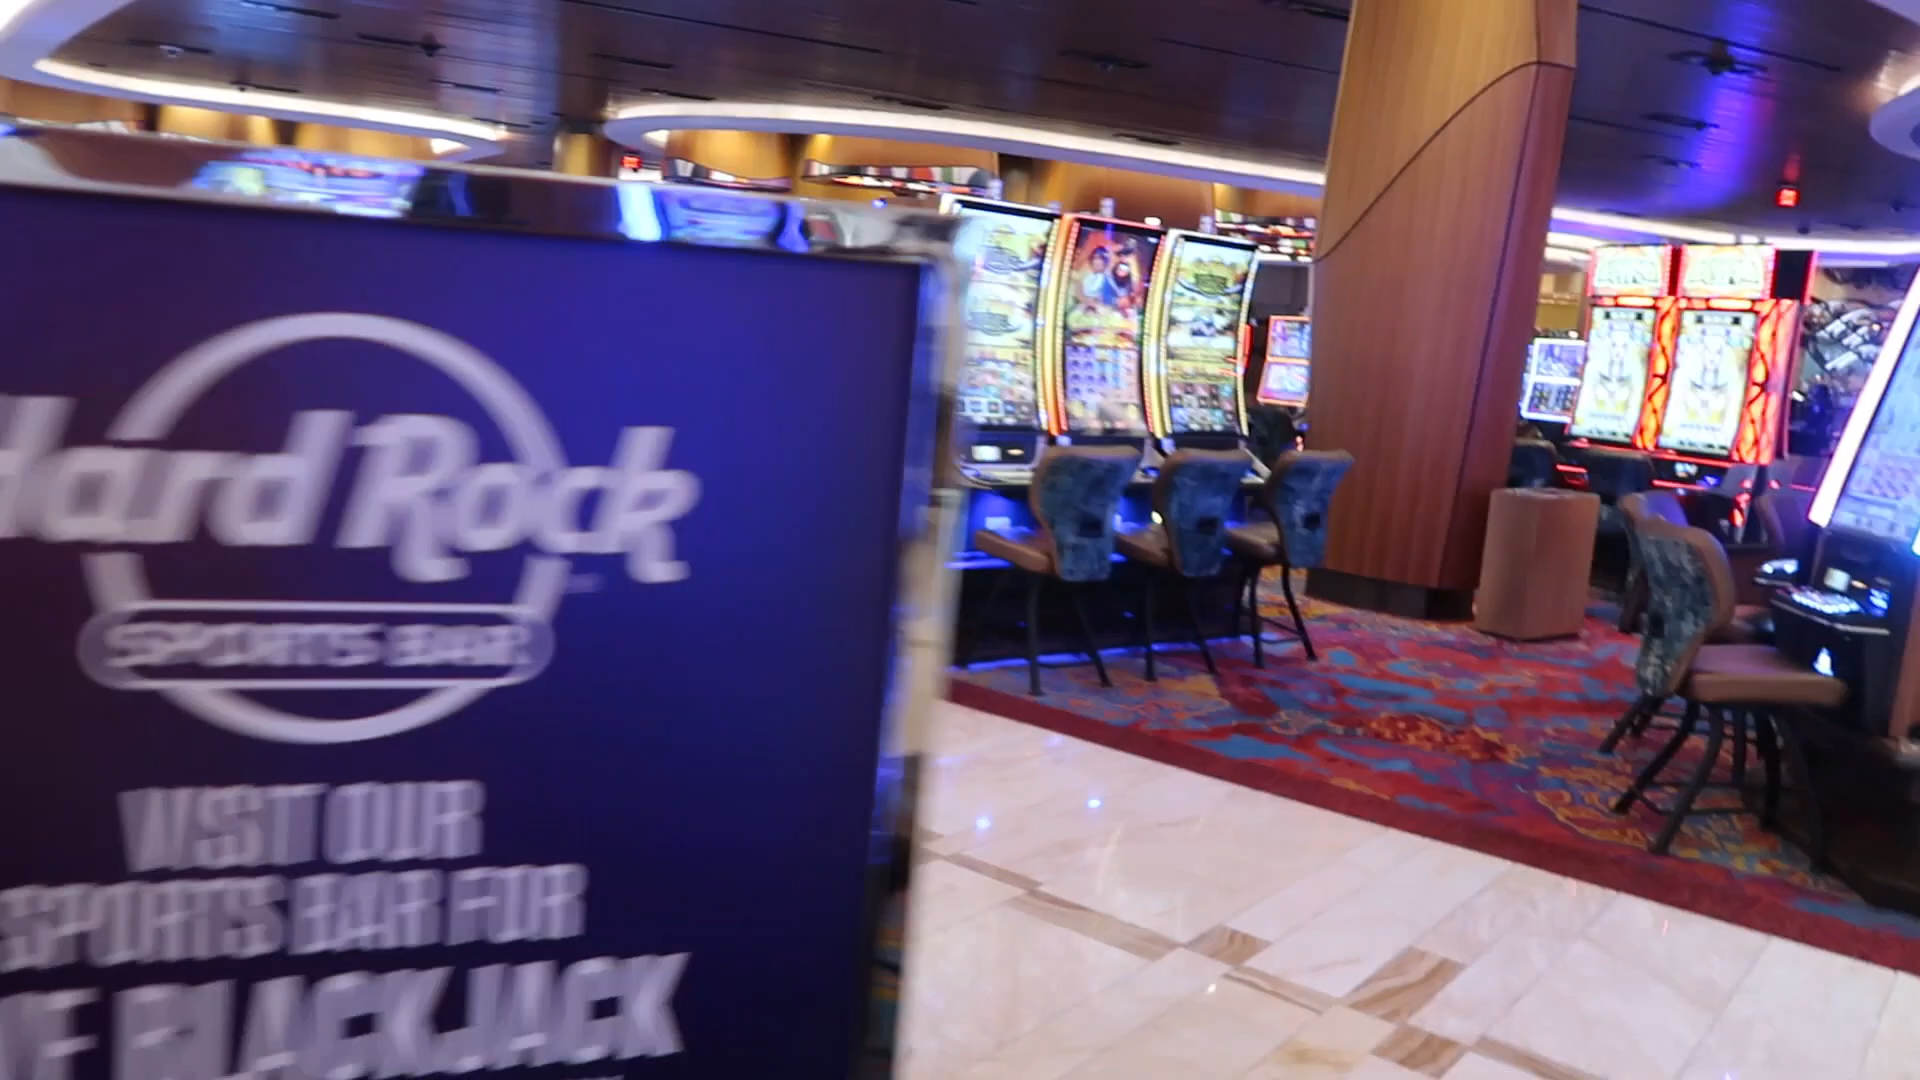 Hard Rock
SPORTS BAR
VISIT OUR
SPORTS BAR FOR
BLACKJACK